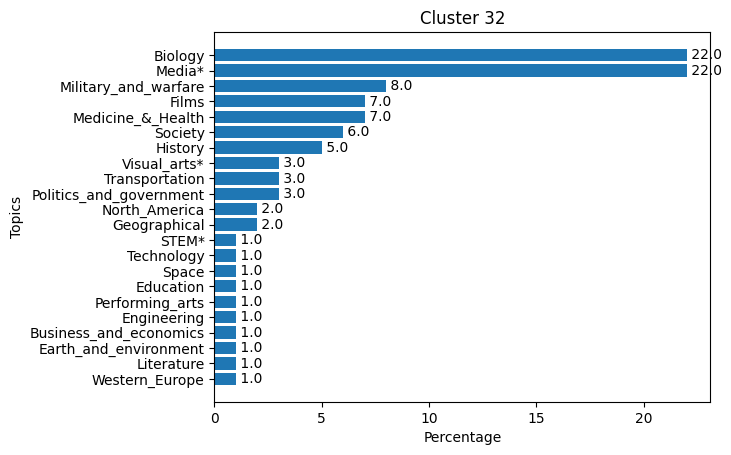 Cluster 32
Topics
Biology 22.0
Media* 22.0
Military_and_warfare 8.0
Films 7.0
Medicine_&_Health 7.0
Society 6.0
History 5.0
Visual_arts* 3.0
Transportation 3.0
Politics_and_government 3.0
North_America 2.0
Geographical 2.0
STEM* 1.0
Technology 1.0
Space 1.0
Education 1.0
Performing_arts 1.0
Engineering 1.0
Business_and_economics 1.0
Earth_and_environment 1.0
Literature 1.0
Western_Europe 1.0
0 5 10 15 20
Percentage